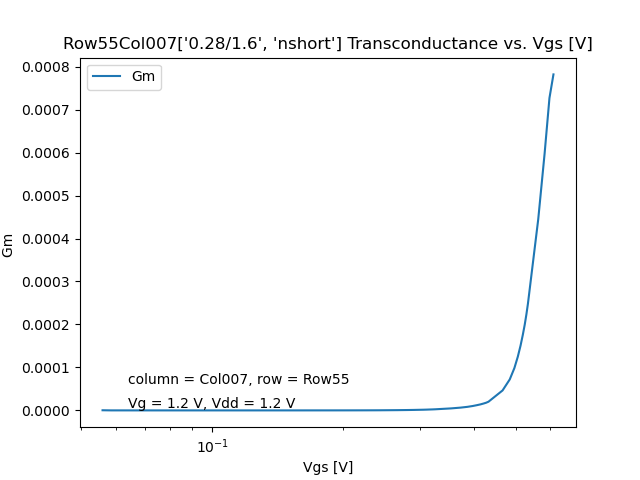 Row55Col007['0.28/1.6', 'nshort'] Transconductance vs. Vgs [V]
Gm
0.0008
0.0007
0.0006
0.0005
0.0004
0.0003
0.0002
0.0001
0.0000
Gm
column = Col007, row = Row55
Vg = 1.2 V, Vdd = 1.2 V
10⁻¹
Vgs [V]